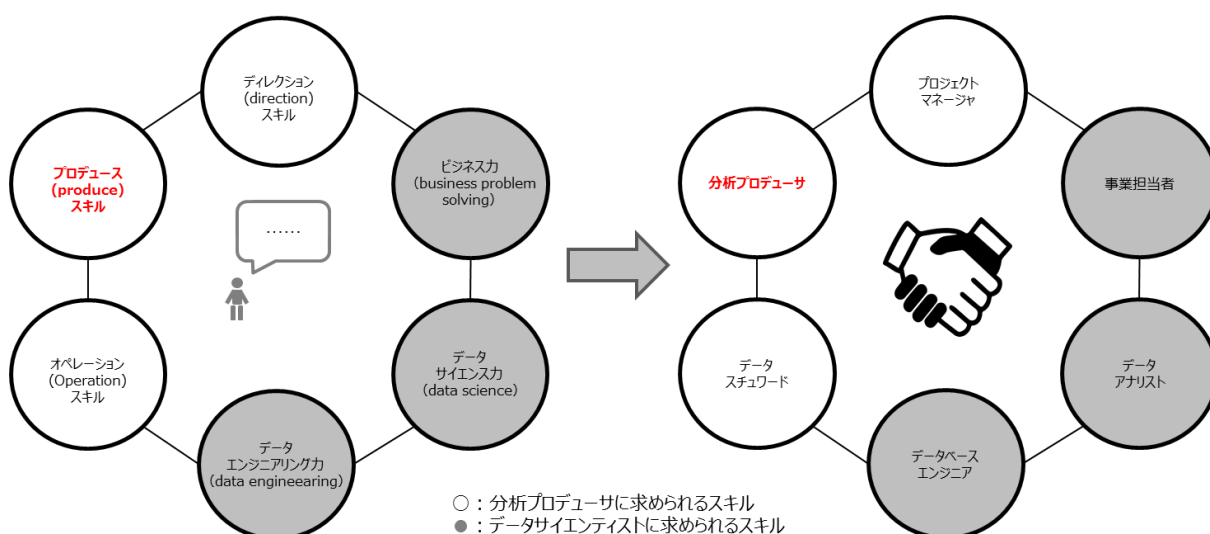 ディレクション
(direction)
スキル
プロデュース
(produce)
スキル
ビジネス力
(business problem
solving)
……
オペレーション
(Operation)
スキル
データ
サイエンス力
(data science)
データ
エンジニアリング力
(data engineearing)
プロジェクト
マネージャ
分析プロデューサ
事業担当者
データ
スチュワード
データ
アナリスト
データベース
エンジニア
○：分析プロデューサに求められるスキル
●：データサイエンティストに求められるスキル